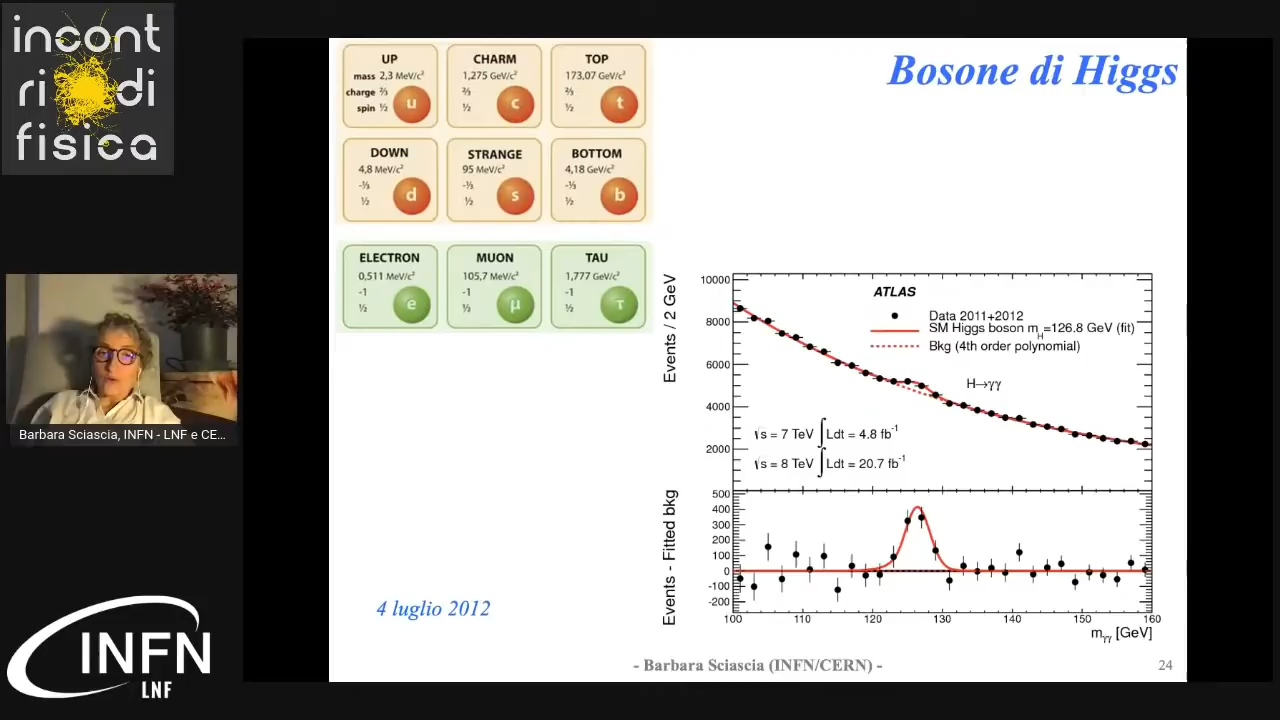 incont
ri di
fisica
Barbara Sciascia, INFN - LNF e CE...
INFN
LNF
Bosone di Higgs
UP
mass 2,3 MeV/c²
charge ⅔
spin ½
u
CHARM
1,275 GeV/c²
⅔
½
c
TOP
173,07 GeV/c²
⅔
½
t
DOWN
4,8 MeV/c²
-⅓
½
d
STRANGE
95 MeV/c²
-⅓
½
s
BOTTOM
4,18 GeV/c²
-⅓
½
b
ELECTRON
0,511 MeV/c²
-1
½
e
MUON
105,7 MeV/c²
-1
½
μ
TAU
1,777 GeV/c²
-1
½
τ
Events / 2 GeV
10000
8000
6000
4000
2000
ATLAS
Data 2011+2012
SM Higgs boson m_H=126.8 GeV (fit)
Bkg (4th order polynomial)
H→γγ
√s = 7 TeV ∫Ldt = 4.8 fb⁻¹
√s = 8 TeV ∫Ldt = 20.7 fb⁻¹
Events - Fitted bkg
500
400
300
200
100
0
-100
-200
100 110 120 130 140 150 160
m_γγ [GeV]
4 luglio 2012
- Barbara Sciascia (INFN/CERN) -
24